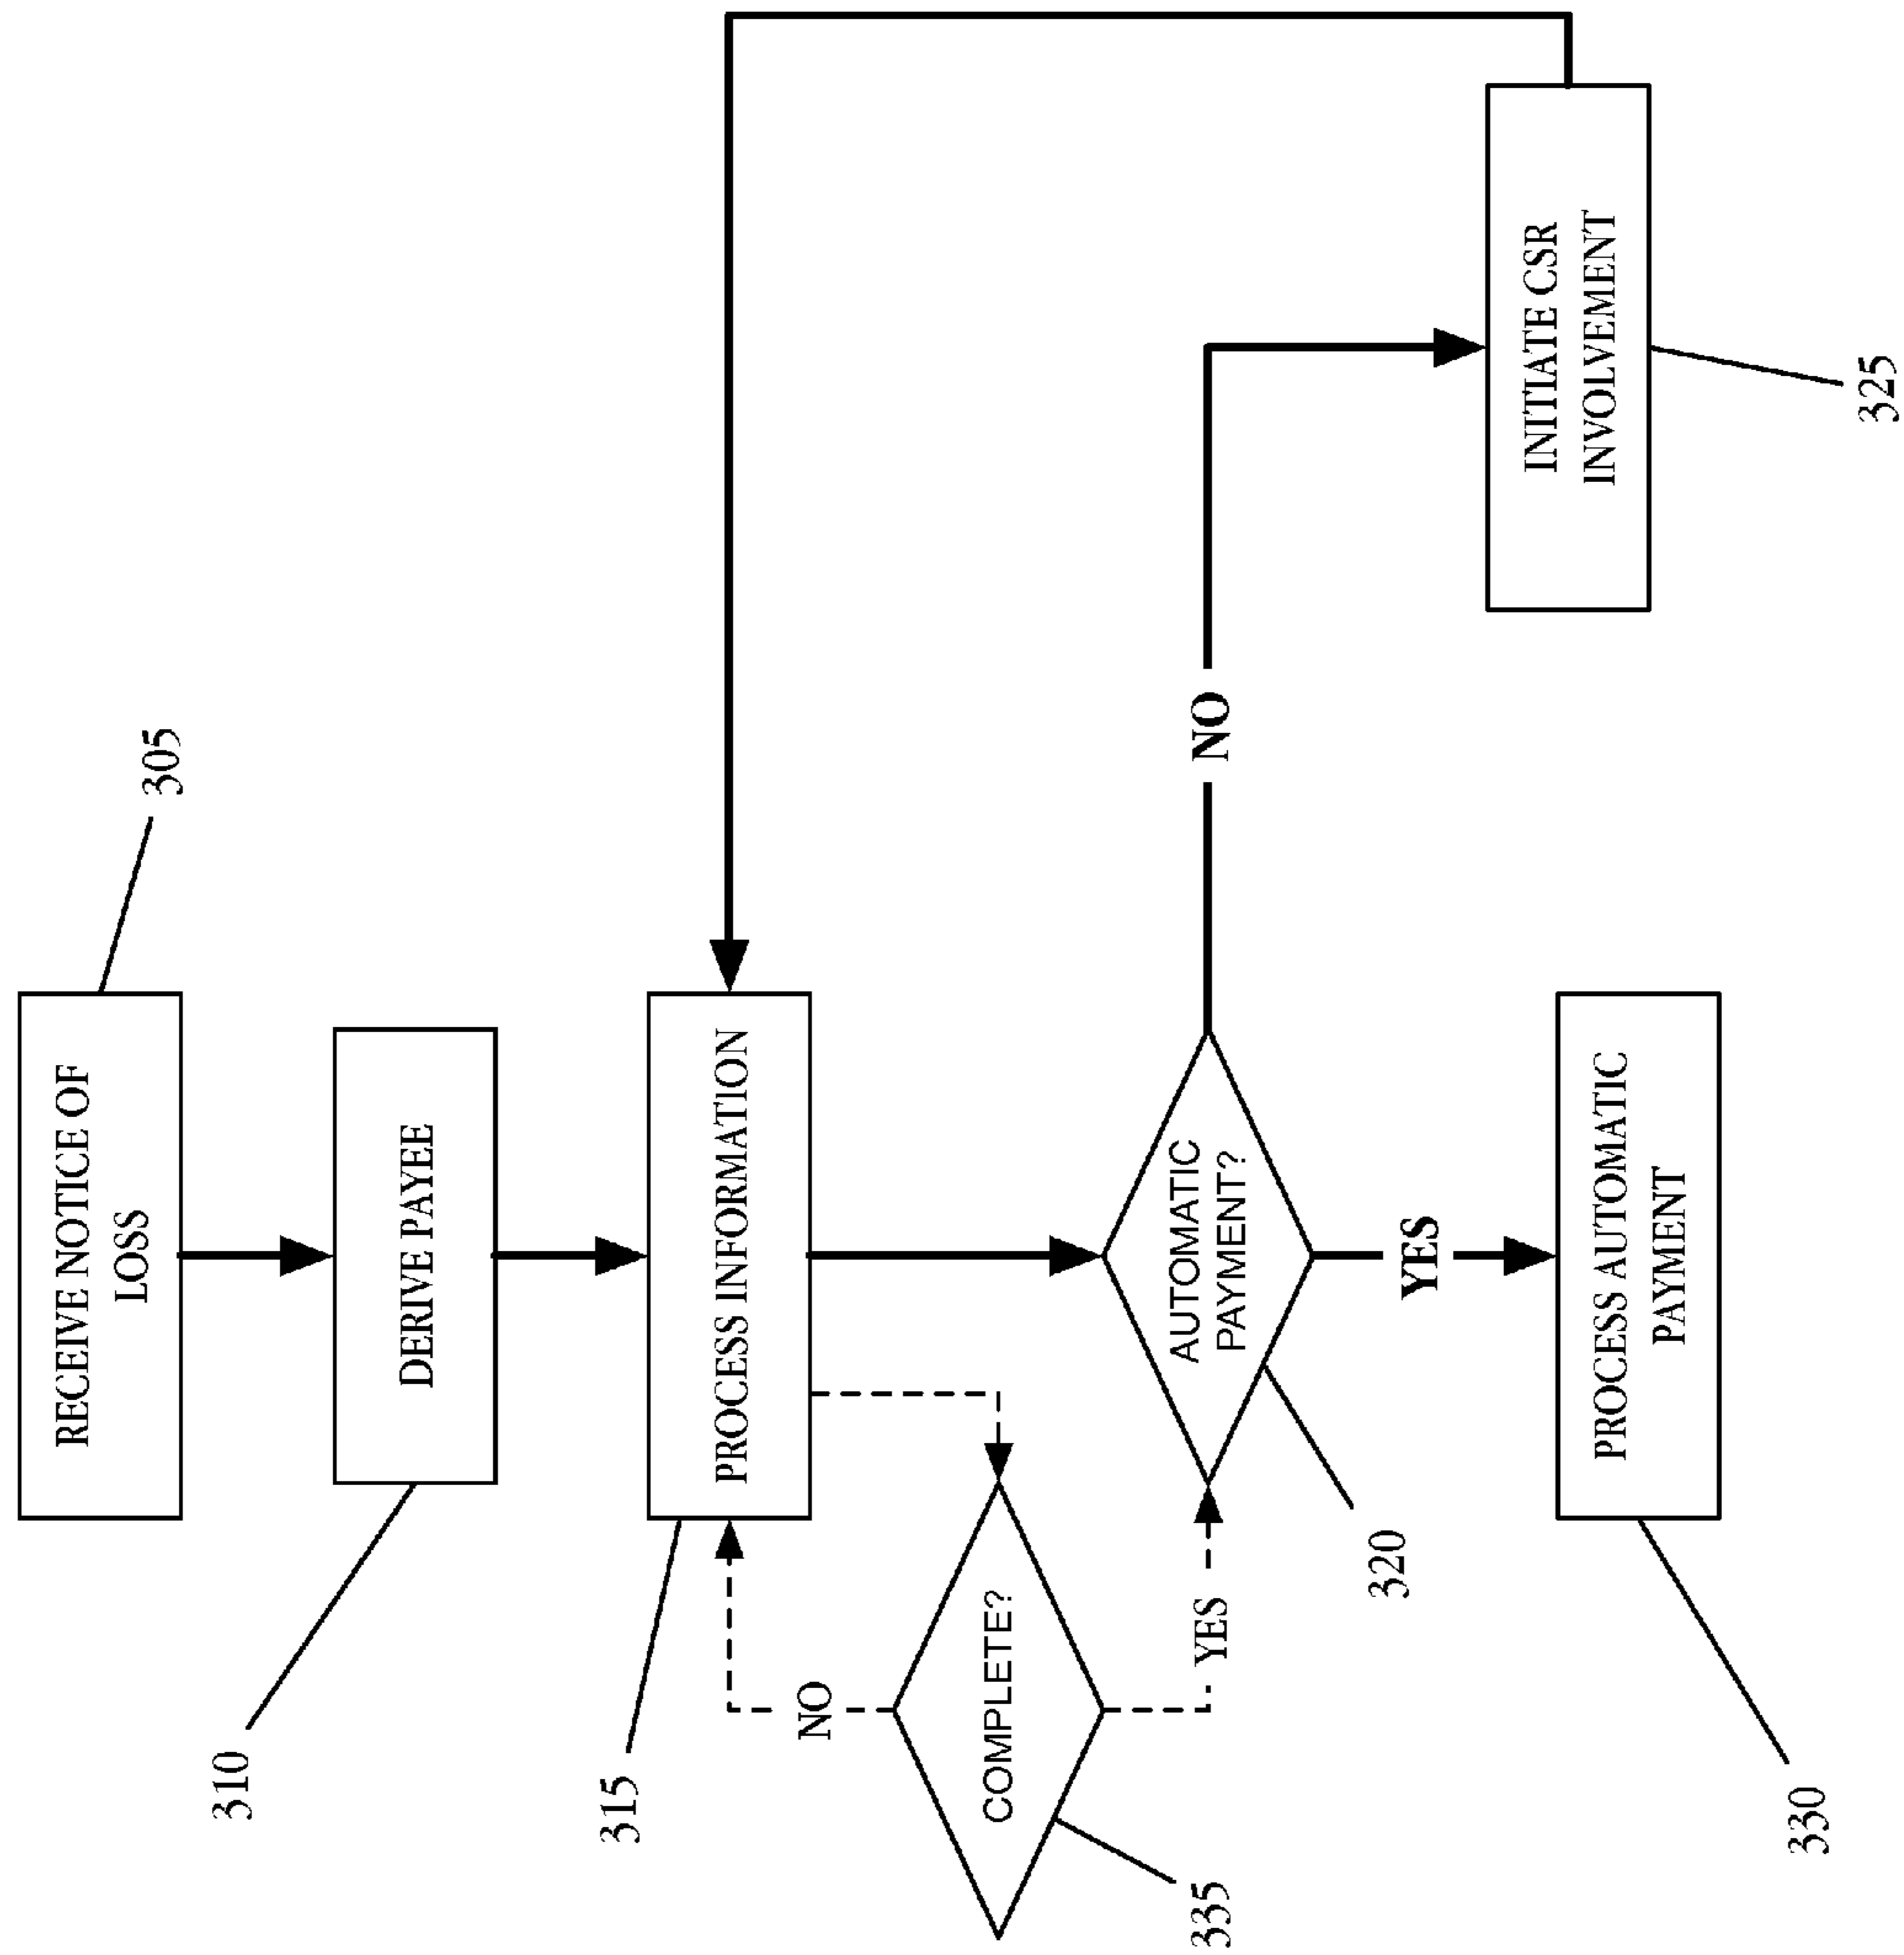 RECEIVE NOTICE OF
LOSS
305
DERIVE PAYEE
310
PROCESS INFORMATION
315
NO
COMPLETE?
335
YES
AUTOMATIC
PAYMENT?
320
NO
INITIATE CSR
INVOLVEMENT
325
YES
PROCESS AUTOMATIC
PAYMENT
330